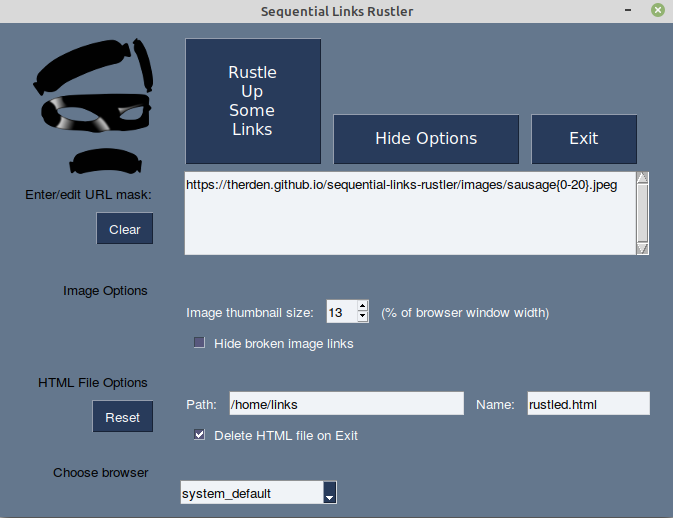 Sequential Links Rustler
Rustle
Up
Some
Links
Hide Options
Exit
Enter/edit URL mask:
https://therden.github.io/sequential-links-rustler/images/sausage{0-20}.jpeg
Clear
Image Options
Image thumbnail size: 13 (% of browser window width)
Hide broken image links
HTML File Options
Path: /home/links Name: rustled.html
Reset
Delete HTML file on Exit
Choose browser
system_default